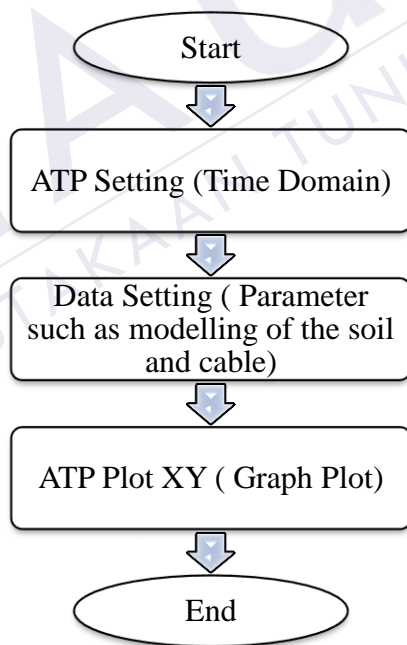 Start
ATP Setting (Time Domain)
Data Setting ( Parameter
such as modelling of the soil
and cable)
ATP Plot XY ( Graph Plot)
End